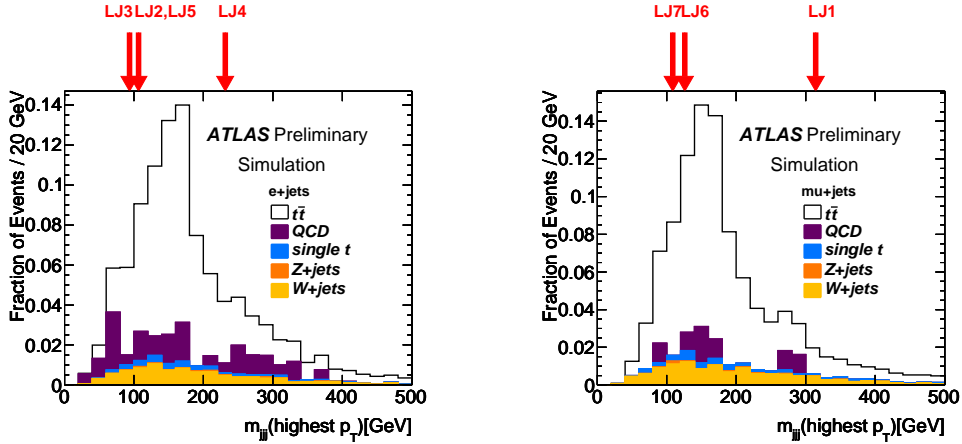 LJ3 LJ2,LJ5 LJ4
Fraction of Events / 20 GeV
0.14
0.12
0.1
0.08
0.06
0.04
0.02
0
ATLAS Preliminary
Simulation
e+jets
tt̄
QCD
single t
Z+jets
W+jets
0 100 200 300 400 500
m_jjj(highest p_T)[GeV]
LJ7 LJ6 LJ1
Fraction of Events / 20 GeV
0.14
0.12
0.1
0.08
0.06
0.04
0.02
0
ATLAS Preliminary
Simulation
mu+jets
tt̄
QCD
single t
Z+jets
W+jets
0 100 200 300 400 500
m_jjj(highest p_T)[GeV]